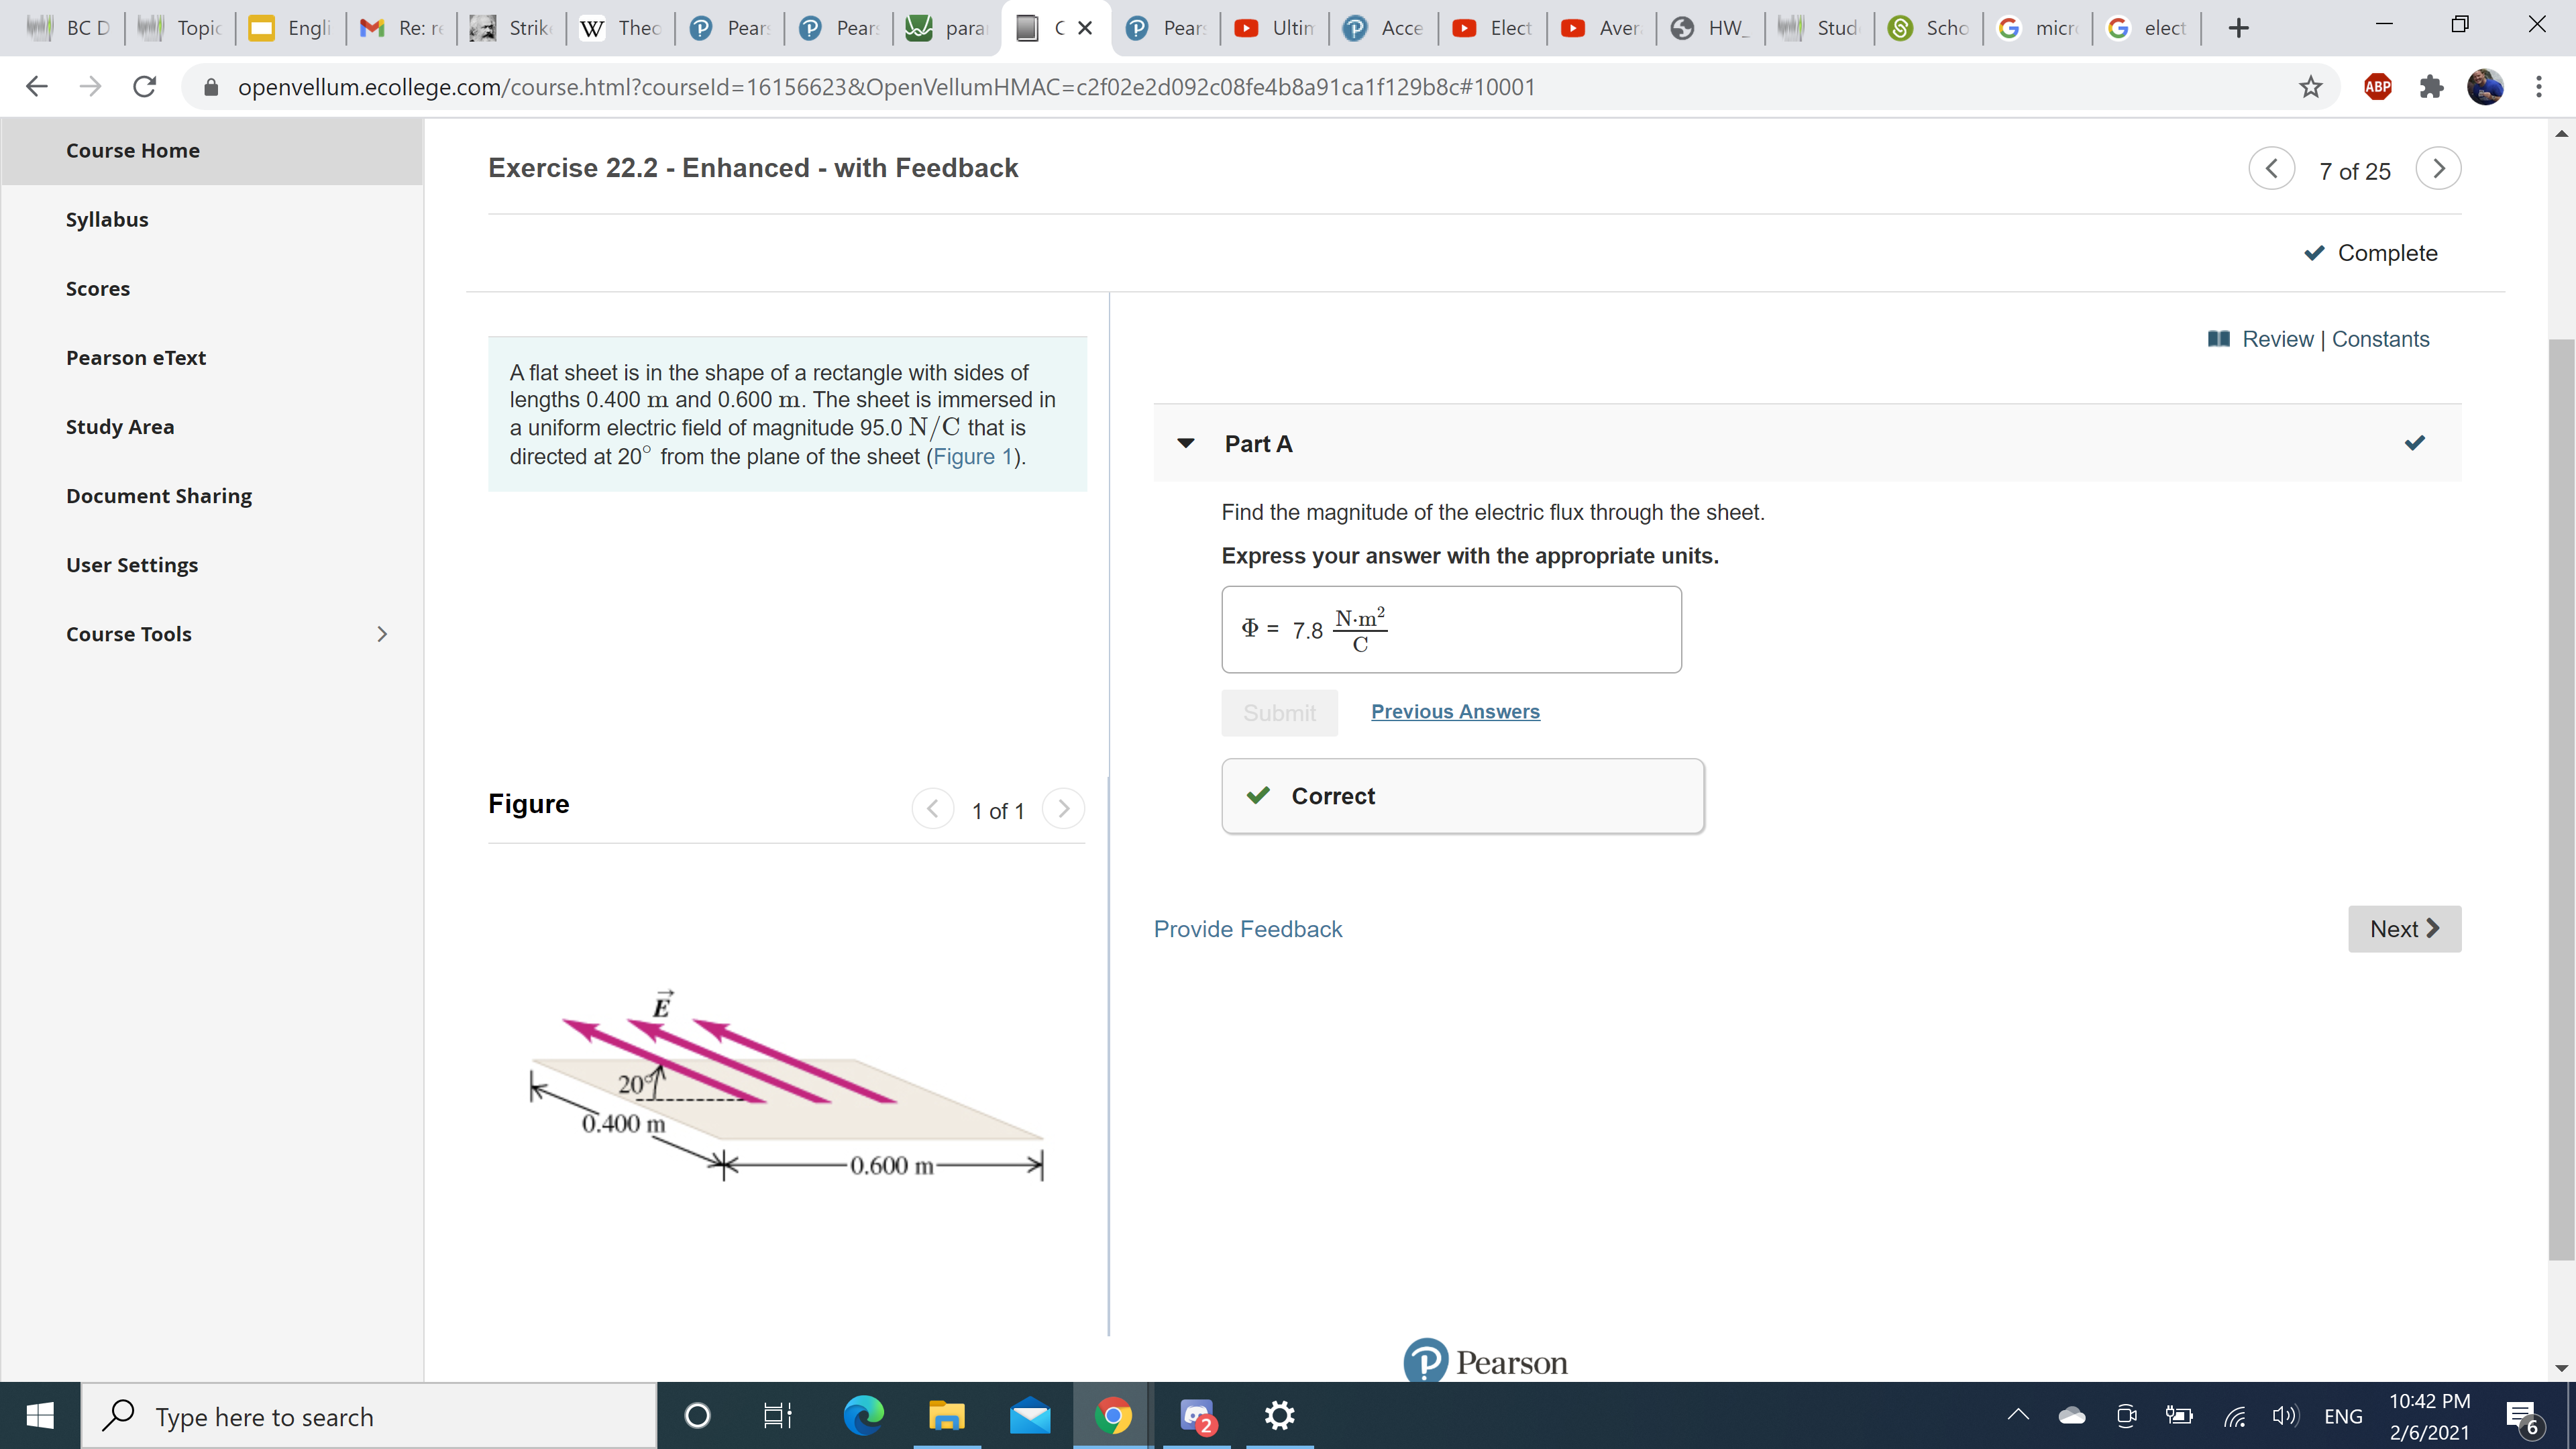 BC D
Topic
Engli
Re: re
Strik
Theo
Pear
Pear
para
C
Pear
Ultin
Acce
Elect
Aver
HW_
Stud
Scho
micr
elect
openvellum.ecollege.com/course.html?courseId=16156623&OpenVellumHMAC=c2f02e2d092c08fe4b8a91ca1f129b8c#10001
ABP
Course Home
Syllabus
Scores
Pearson eText
Study Area
Document Sharing
User Settings
Course Tools
Exercise 22.2 - Enhanced - with Feedback
7 of 25
Complete
A flat sheet is in the shape of a rectangle with sides of
lengths 0.400 m and 0.600 m. The sheet is immersed in
a uniform electric field of magnitude 95.0 N/C that is
directed at 20° from the plane of the sheet (Figure 1).
Figure
1 of 1
E⃗
20°
0.400 m
0.600 m
Review | Constants
Part A
Find the magnitude of the electric flux through the sheet.
Express your answer with the appropriate units.
Φ = 7.8 N·m²/C
Submit
Previous Answers
Correct
Provide Feedback
Next
Pearson
Type here to search
2
ENG
10:42 PM
2/6/2021
6